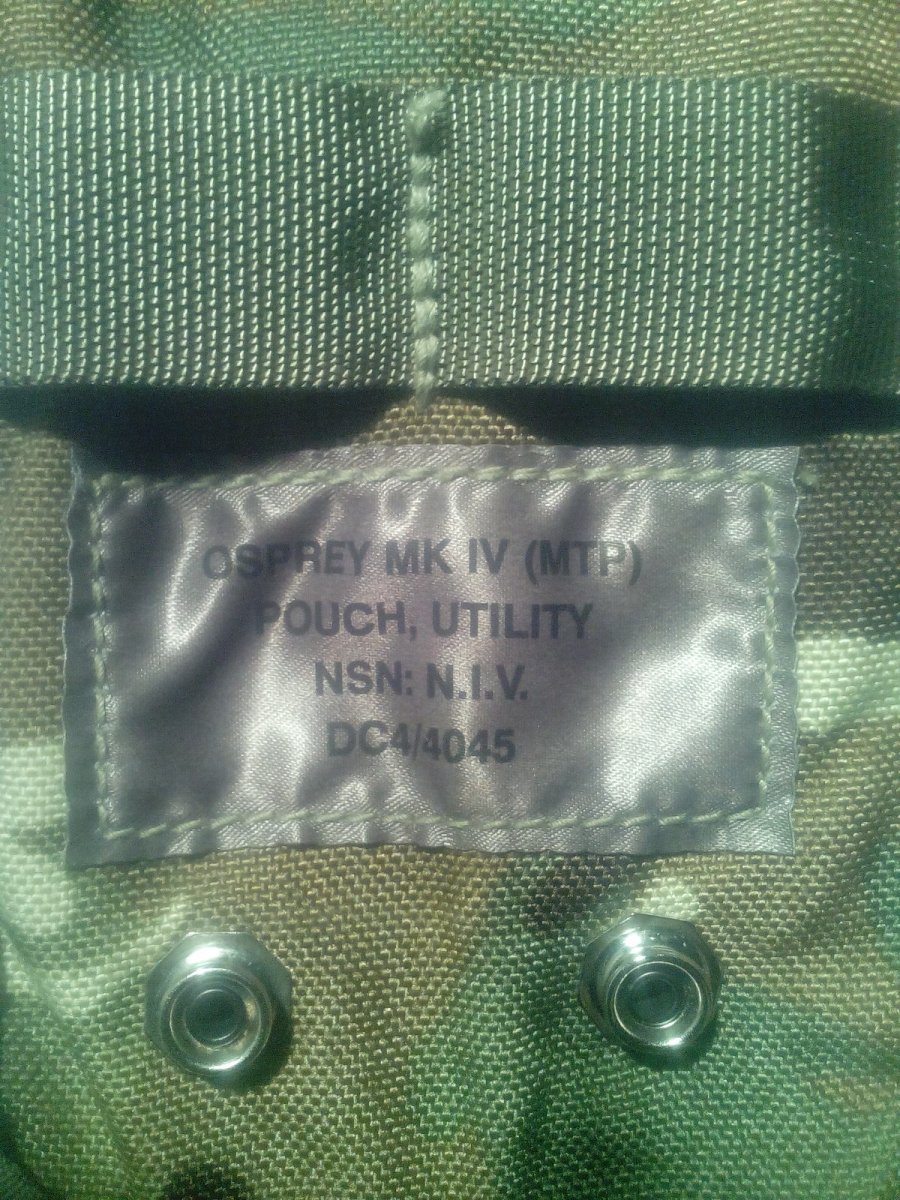 OSPREY MK IV (MTP)
POUCH, UTILITY
NSN: N.I.V.
DC4/4045